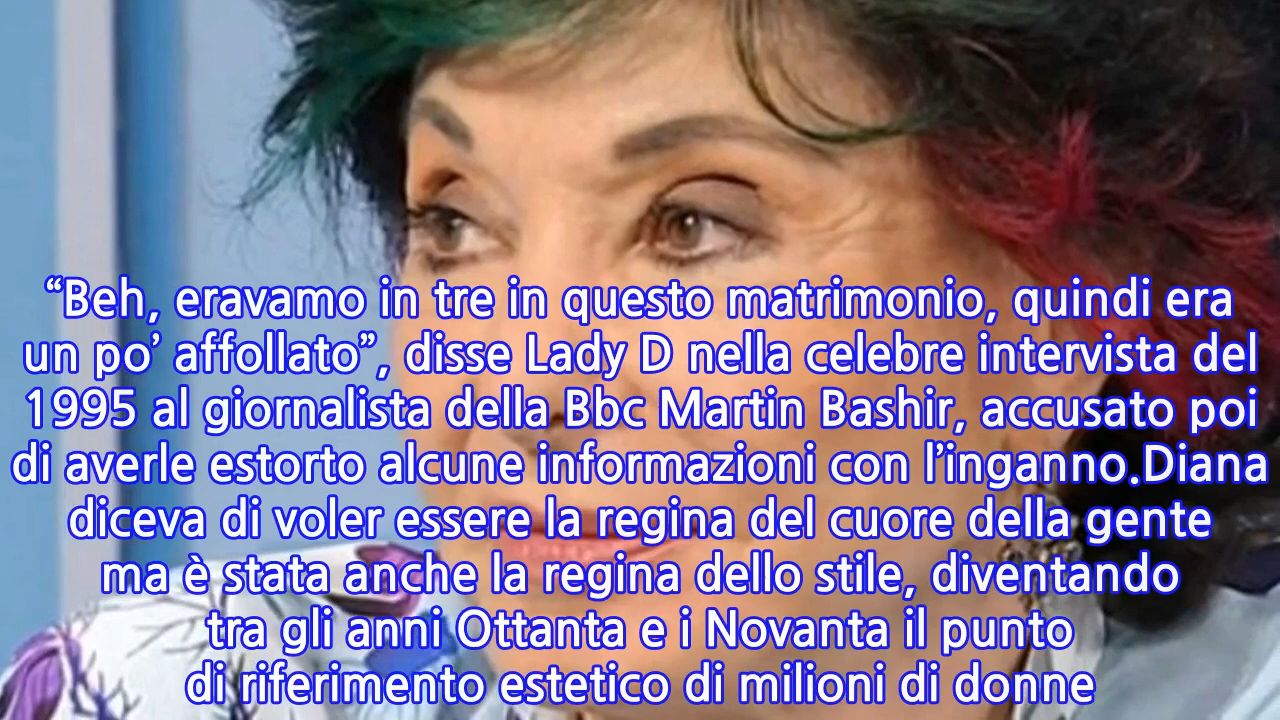 “Beh, eravamo in tre in questo matrimonio, quindi era
un po’ affollato”, disse Lady D nella celebre intervista del
1995 al giornalista della Bbc Martin Bashir, accusato poi
di averle estorto alcune informazioni con l’inganno.Diana
diceva di voler essere la regina del cuore della gente
ma è stata anche la regina dello stile, diventando
tra gli anni Ottanta e i Novanta il punto
di riferimento estetico di milioni di donne